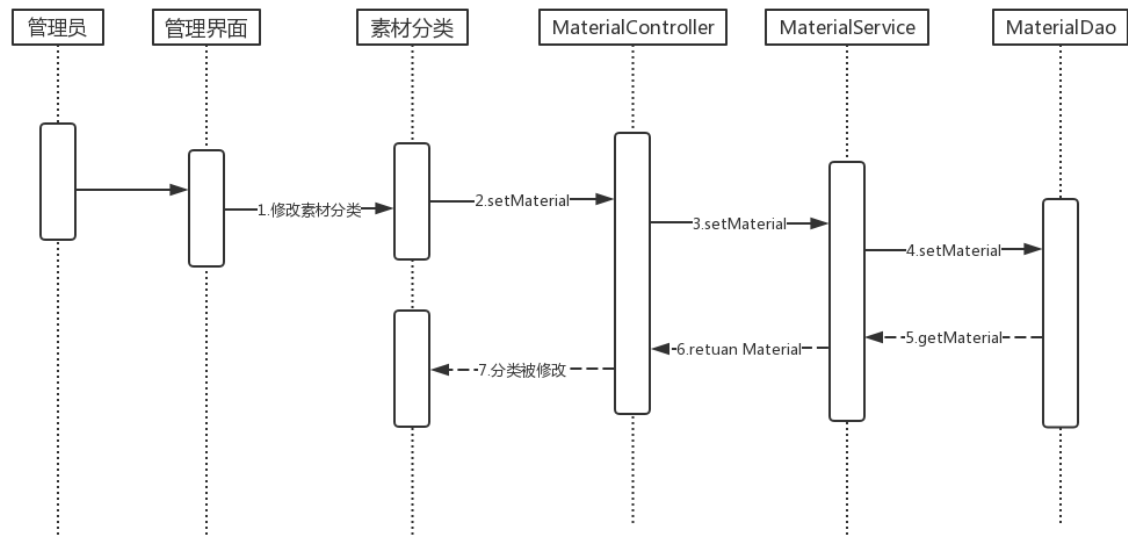 管理员
管理界面
素材分类
MaterialController
MaterialService
MaterialDao
1.修改素材分类
2.setMaterial
3.setMaterial
4.setMaterial
5.getMaterial
6.retuan Material
7.分类被修改